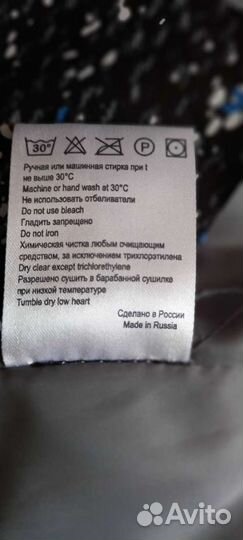 30°
P
Ручная или машинная стирка при t
не выше 30°C
Machine or hand wash at 30°C
Не использовать отбеливатели
Do not use bleach
Гладить запрещено
Do not iron
Химическая чистка любым очищающим
средством, за исключением трихлоратилена
Dry clear except trichlorethylene
Разрешено сушить в барабанной сушилке
при низкой температуре
Tumble dry low heart
Сделано в России
Made in Russia
Avito